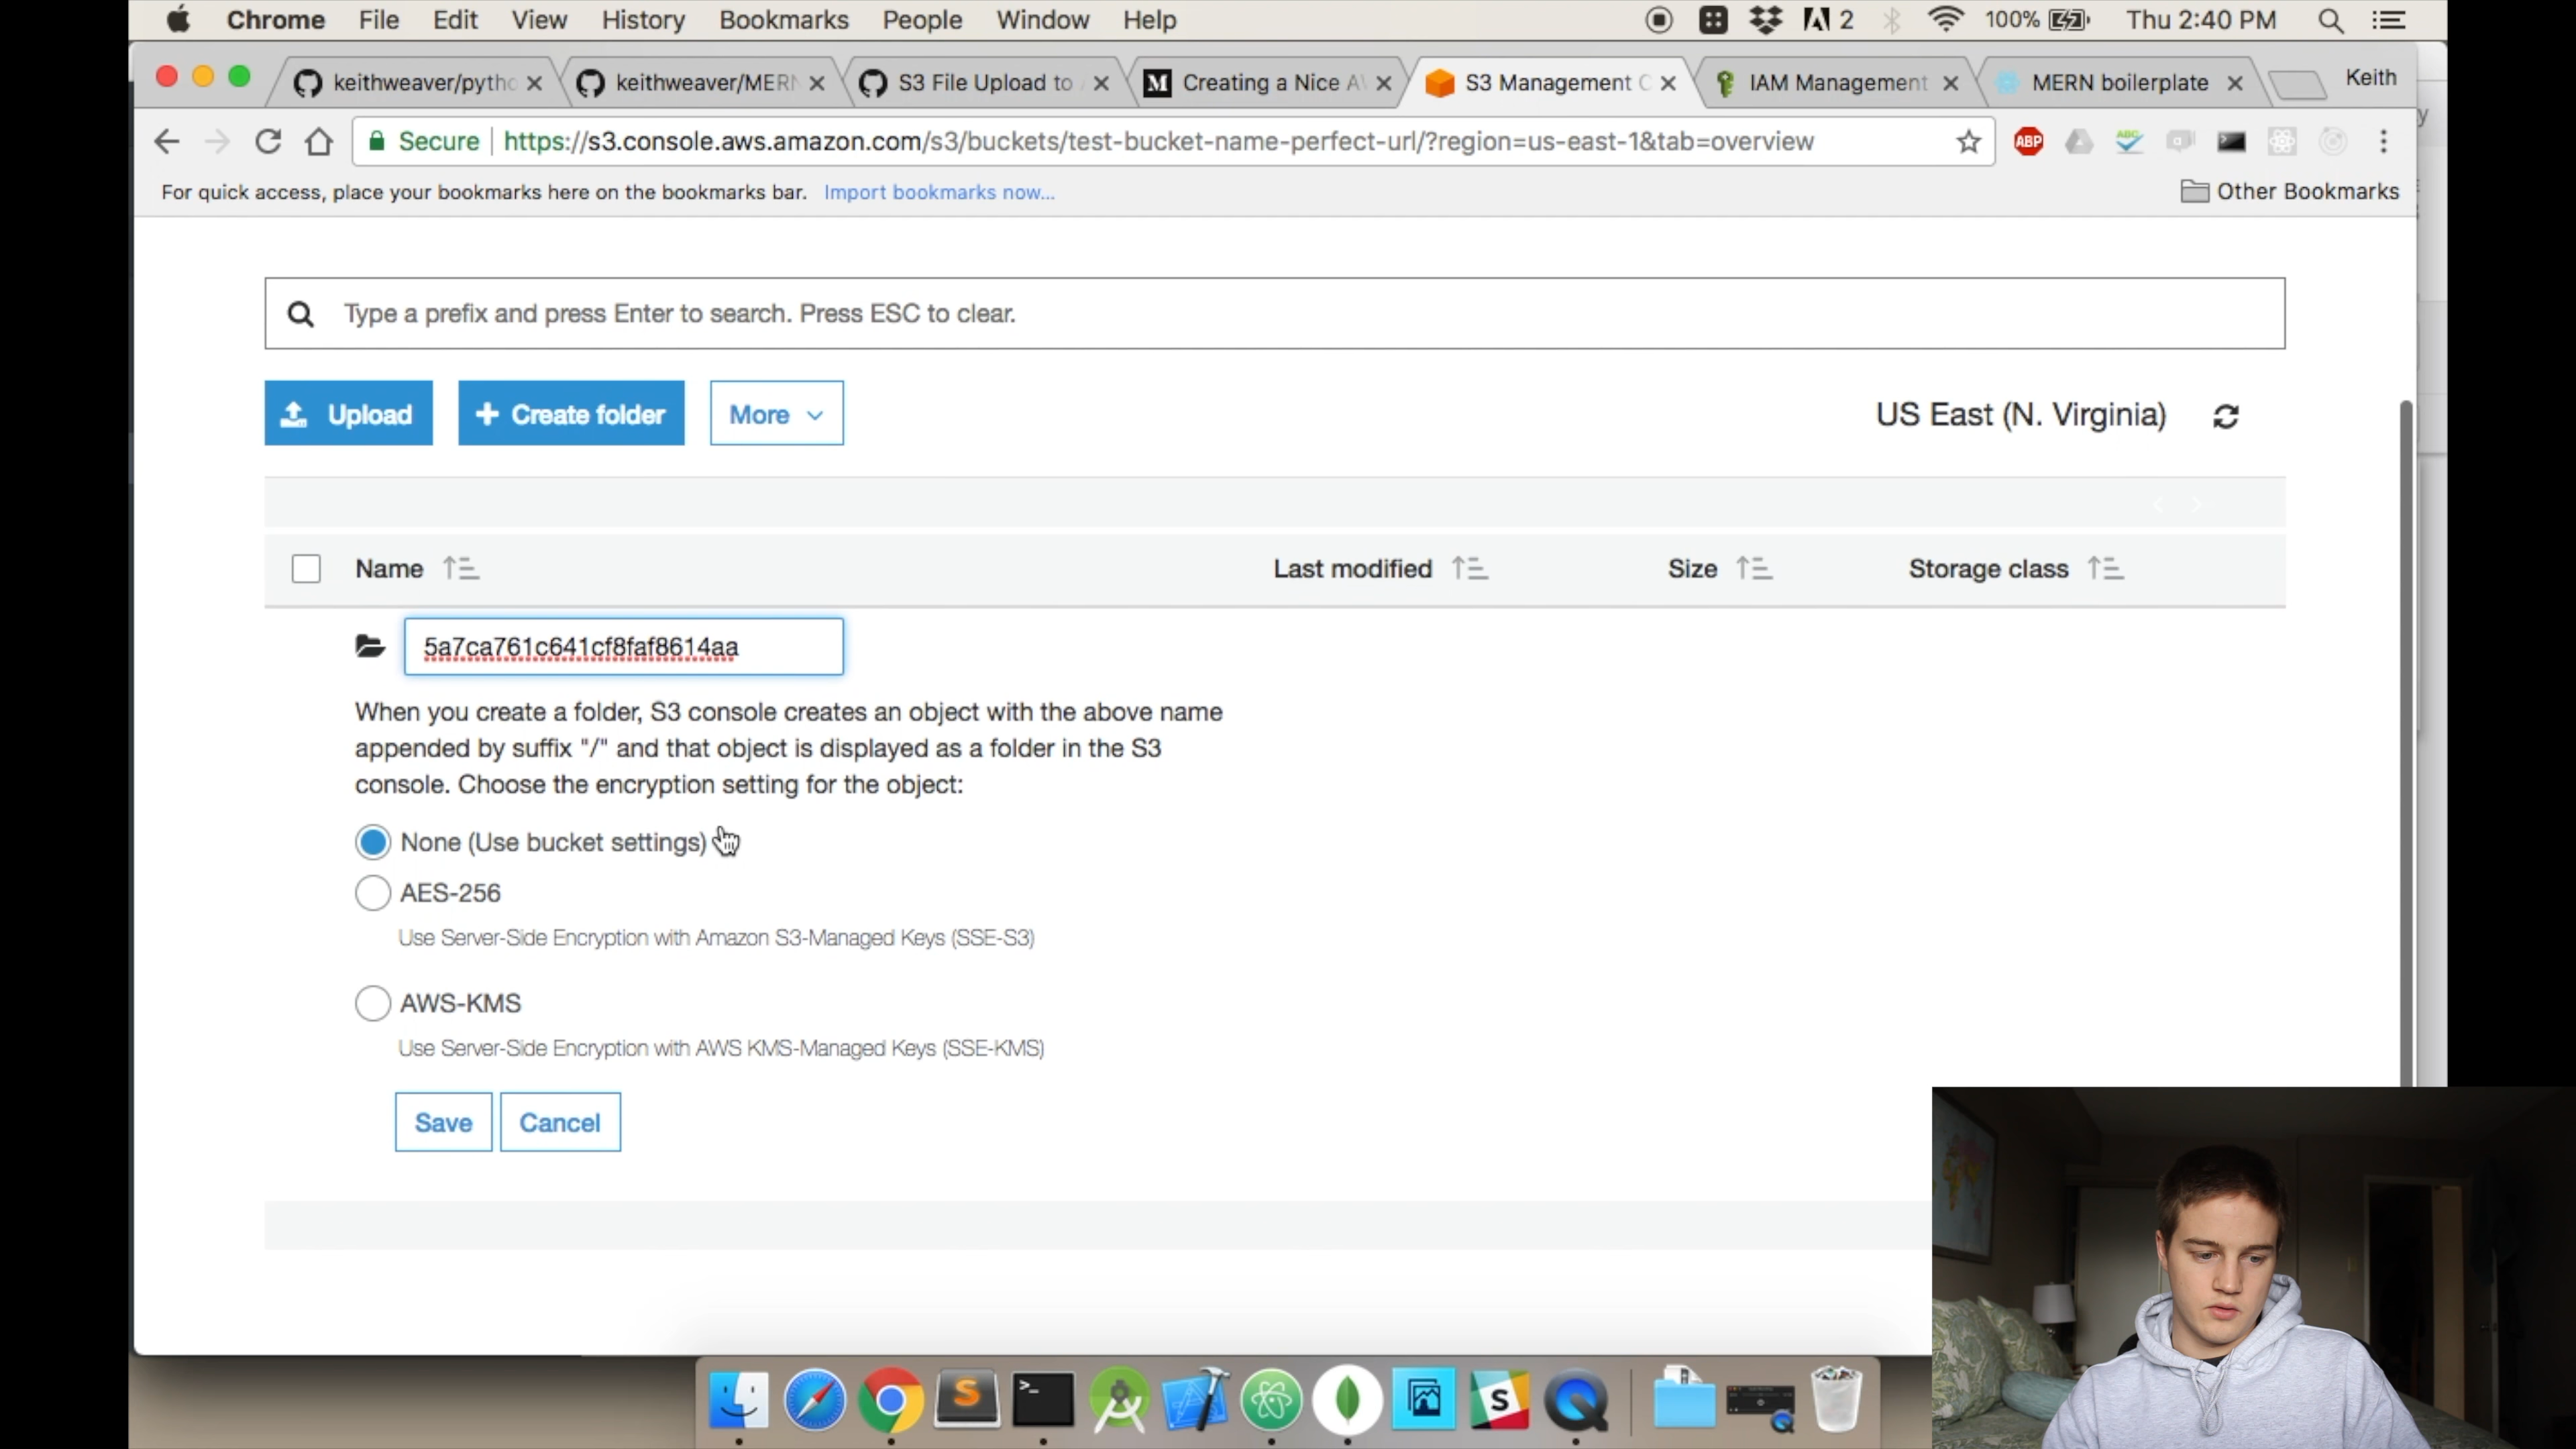 Chrome File Edit View History Bookmarks People Window Help 2 100% Thu 2:40 PM
keithweaver/pytho keithweaver/MERN S3 File Upload to Creating a Nice A S3 Management C IAM Management MERN boilerplate Keith
Secure https://s3.console.aws.amazon.com/s3/buckets/test-bucket-name-perfect-url/?region=us-east-1&tab=overview ABP
For quick access, place your bookmarks here on the bookmarks bar. Import bookmarks now... Other Bookmarks
Type a prefix and press Enter to search. Press ESC to clear.
Upload + Create folder More US East (N. Virginia)
Name Last modified Size Storage class
5a7ca761c641cf8faf8614aa
When you create a folder, S3 console creates an object with the above name
appended by suffix "/" and that object is displayed as a folder in the S3
console. Choose the encryption setting for the object:
None (Use bucket settings)
AES-256
Use Server-Side Encryption with Amazon S3-Managed Keys (SSE-S3)
AWS-KMS
Use Server-Side Encryption with AWS KMS-Managed Keys (SSE-KMS)
Save Cancel